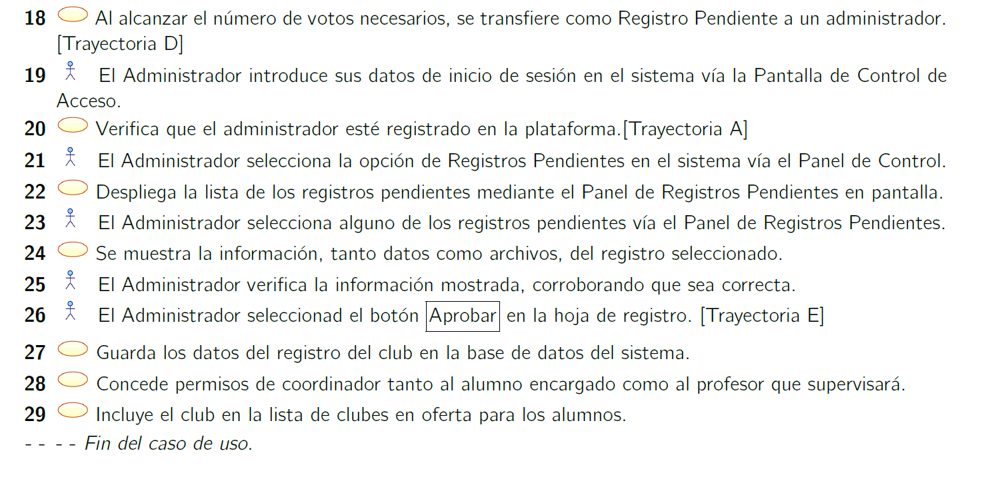 18 Al alcanzar el número de votos necesarios, se transfiere como Registro Pendiente a un administrador.
[Trayectoria D]
19 El Administrador introduce sus datos de inicio de sesión en el sistema vía la Pantalla de Control de
Acceso.
20 Verifica que el administrador esté registrado en la plataforma.[Trayectoria A]
21 El Administrador selecciona la opción de Registros Pendientes en el sistema vía el Panel de Control.
22 Despliega la lista de los registros pendientes mediante el Panel de Registros Pendientes en pantalla.
23 El Administrador selecciona alguno de los registros pendientes vía el Panel de Registros Pendientes.
24 Se muestra la información, tanto datos como archivos, del registro seleccionado.
25 El Administrador verifica la información mostrada, corroborando que sea correcta.
26 El Administrador seleccionad el botón Aprobar en la hoja de registro. [Trayectoria E]
27 Guarda los datos del registro del club en la base de datos del sistema.
28 Concede permisos de coordinador tanto al alumno encargado como al profesor que supervisará.
29 Incluye el club en la lista de clubes en oferta para los alumnos.
- - - - Fin del caso de uso.